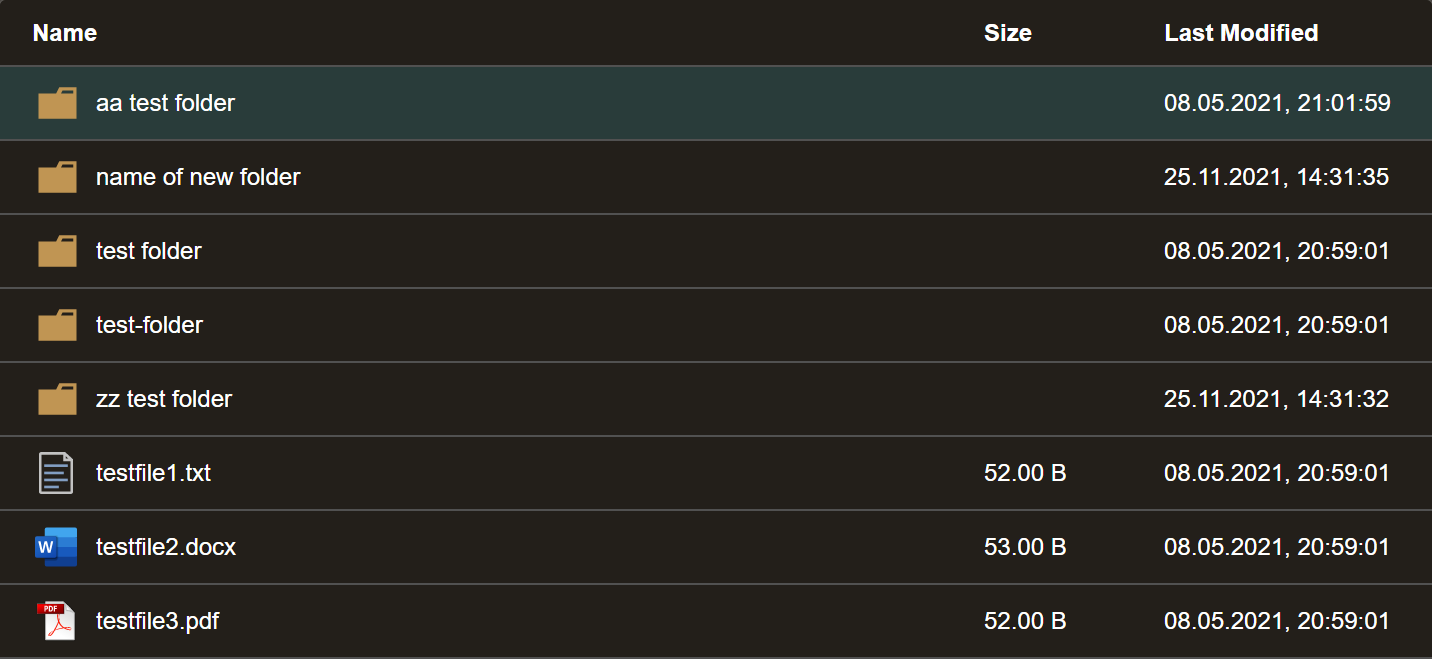 Name Size Last Modified
aa test folder 08.05.2021, 21:01:59
name of new folder 25.11.2021, 14:31:35
test folder 08.05.2021, 20:59:01
test-folder 08.05.2021, 20:59:01
zz test folder 25.11.2021, 14:31:32
testfile1.txt 52.00 B 08.05.2021, 20:59:01
W testfile2.docx 53.00 B 08.05.2021, 20:59:01
PDF testfile3.pdf 52.00 B 08.05.2021, 20:59:01